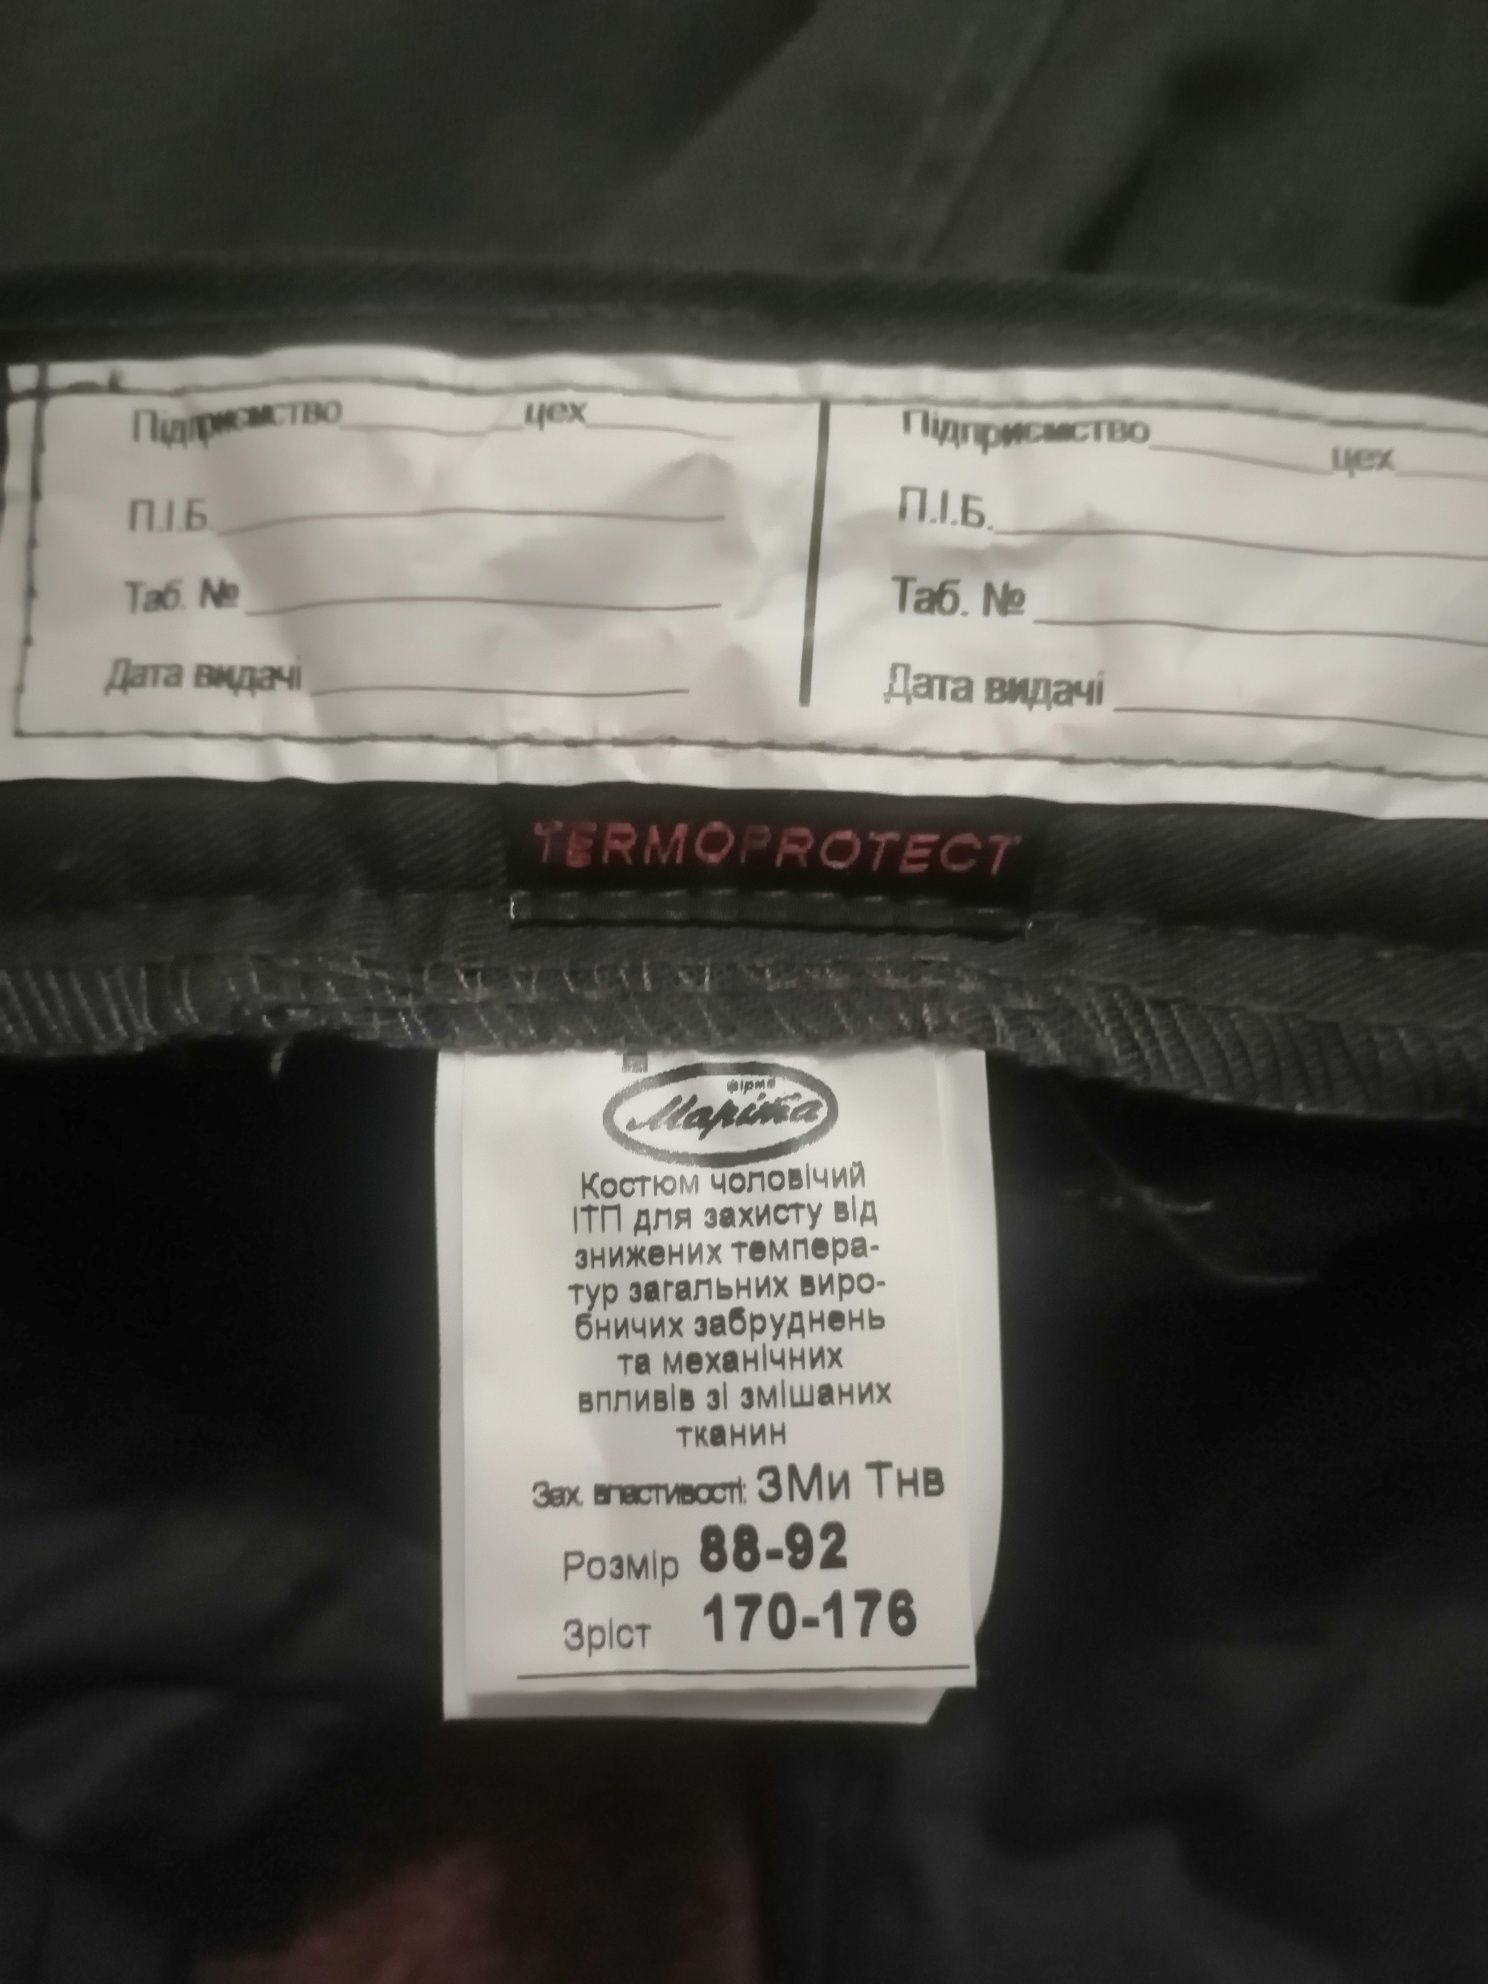 Підприємство цех
П.І.Б.
Таб. №
Дата видачі
Підприємство цех
П.І.Б.
Таб. №
Дата видачі
TERMOPROTECT
фірма
Маріта
Костюм чоловічий
ІТП для захисту від
знижених темпера-
тур загальних виро-
бничих забруднень
та механічних
впливів зі змішаних
тканин
Зах. властивості: ЗМи Тнв
Розмір 88-92
Зріст 170-176